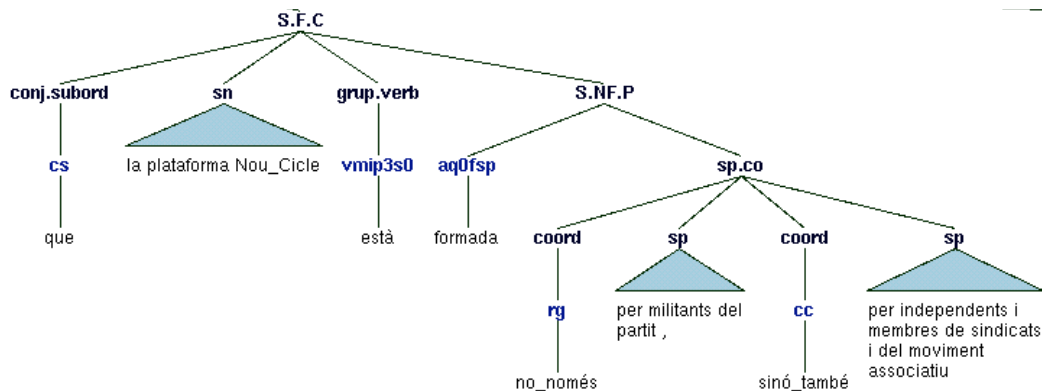 S.F.C
conj.subord sn grup.verb S.NF.P
cs la plataforma Nou_Cicle vmip3s0 aq0fsp sp.co
que està formada coord sp coord sp
rg per militants del partit , cc per independents i membres de sindicats i del moviment associatiu
no_només sinó_també